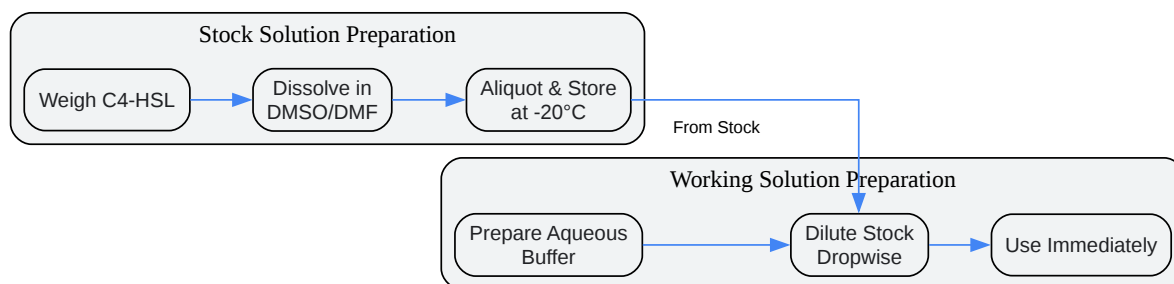 Stock Solution Preparation
Weigh C4-HSL
Dissolve in
DMSO/DMF
Aliquot & Store
at -20°C
From Stock
Working Solution Preparation
Prepare Aqueous
Buffer
Dilute Stock
Dropwise
Use Immediately